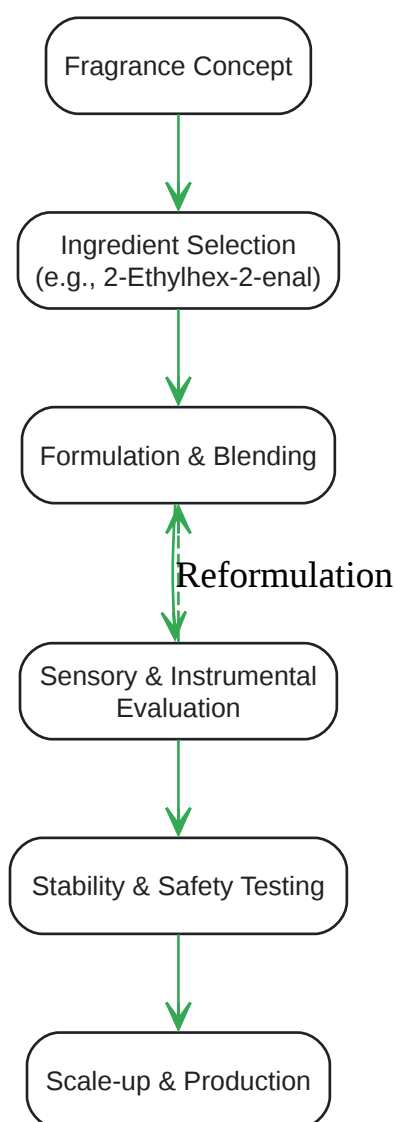 Fragrance Concept
Ingredient Selection
(e.g., 2-Ethylhex-2-enal)
Formulation & Blending
Reformulation
Sensory & Instrumental
Evaluation
Stability & Safety Testing
Scale-up & Production